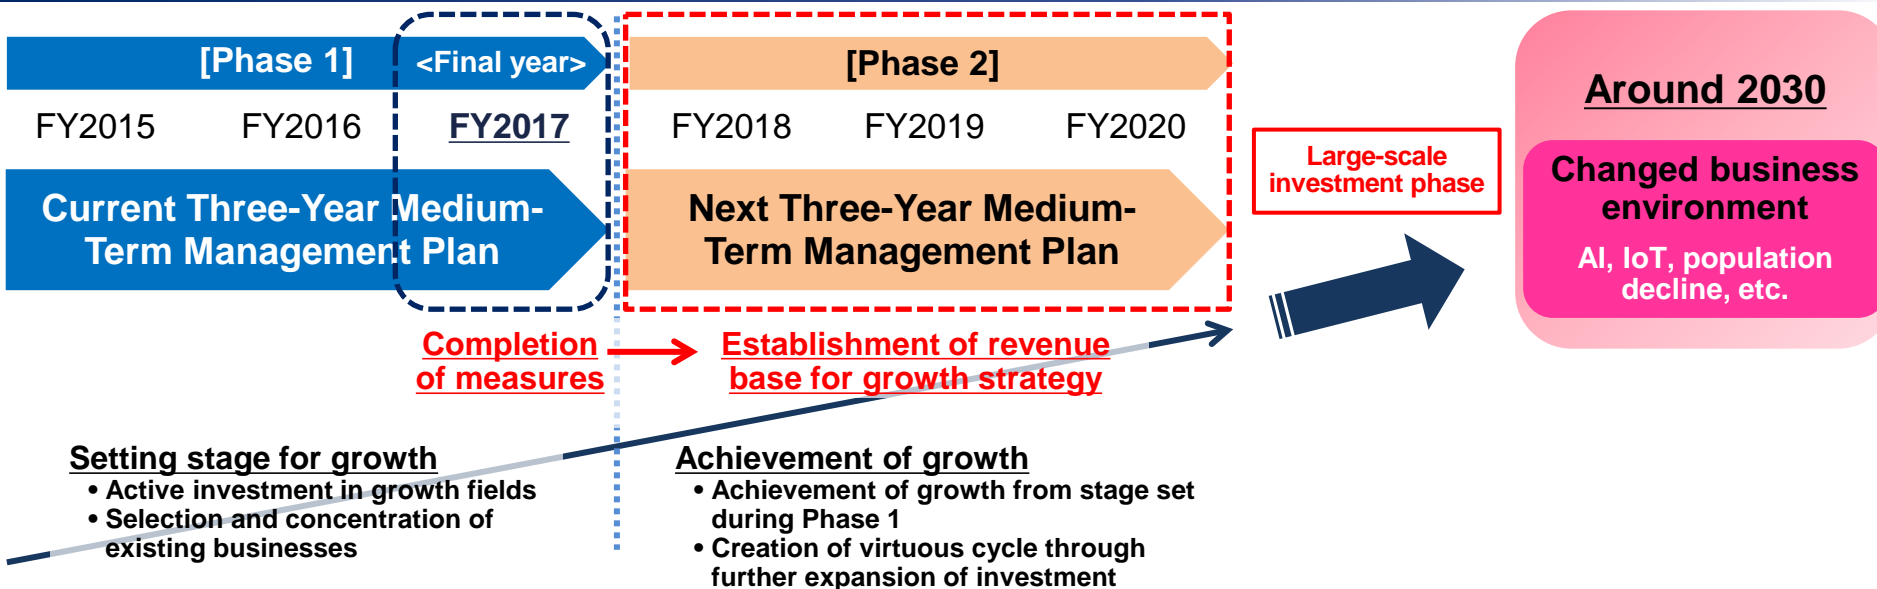 [Phase 1]
<Final year>
FY2015
FY2016
FY2017
Current Three-Year Medium-
Term Management Plan
[Phase 2]
FY2018
FY2019
FY2020
Next Three-Year Medium-
Term Management Plan
Large-scale
investment phase
Around 2030
Changed business
environment
AI, IoT, population
decline, etc.
Completion
of measures
Establishment of revenue
base for growth strategy
Setting stage for growth
• Active investment in growth fields
• Selection and concentration of
existing businesses
Achievement of growth
• Achievement of growth from stage set
during Phase 1
• Creation of virtuous cycle through
further expansion of investment